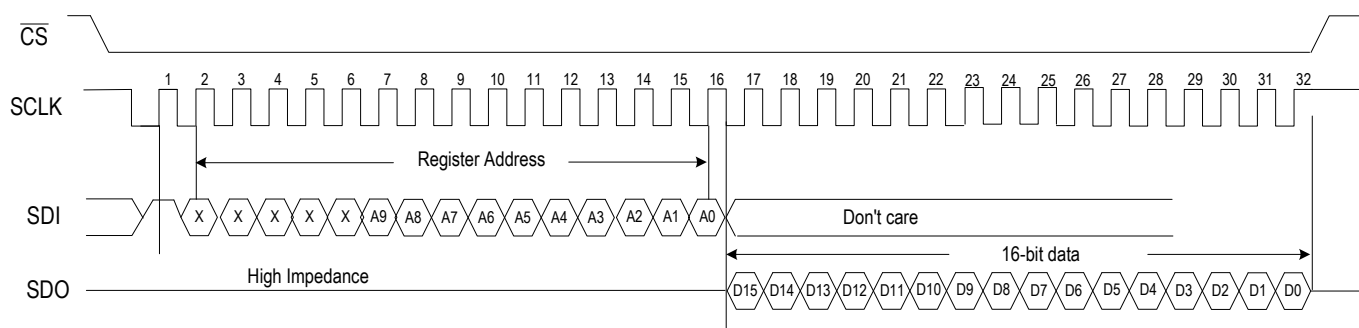 CS
1 2 3 4 5 6 7 8 9 10 11 12 13 14 15 16 17 18 19 20 21 22 23 24 25 26 27 28 29 30 31 32
SCLK
Register Address
SDI X X X X X A9 A8 A7 A6 A5 A4 A3 A2 A1 A0 Don't care
High Impedance 16-bit data
SDO D15 D14 D13 D12 D11 D10 D9 D8 D7 D6 D5 D4 D3 D2 D1 D0